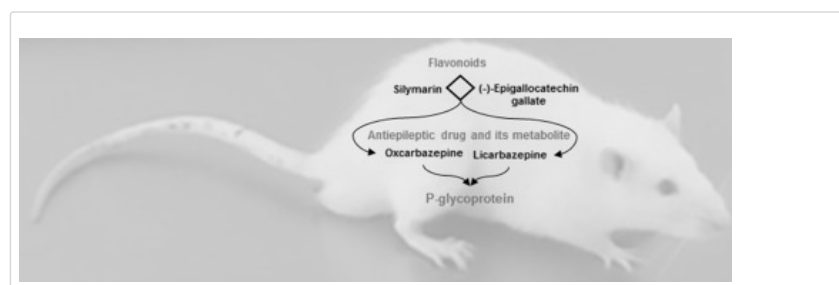 Flavonoids
Silymarin (-)-Epigallocatechin
gallate
Antiepileptic drug and its metabolite
Oxcarbazepine Licarbazepine
P-glycoprotein